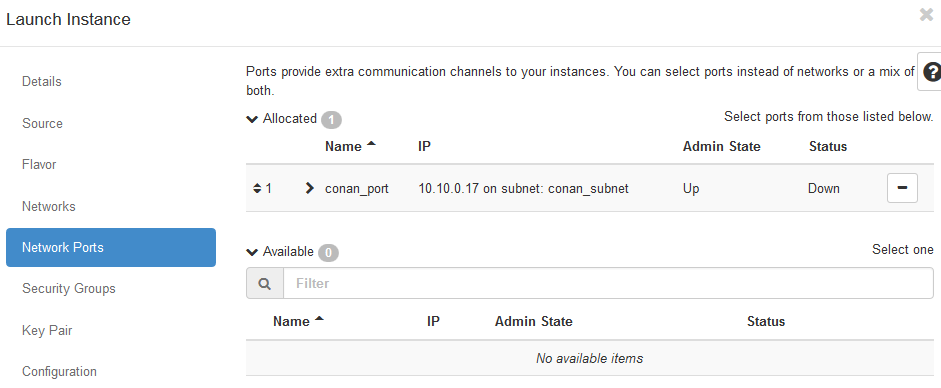 Launch Instance
Details
Source
Flavor
Networks
Network Ports
Security Groups
Key Pair
Configuration
Ports provide extra communication channels to your instances. You can select ports instead of networks or a mix of
both.
Allocated 1 Select ports from those listed below.
Name IP Admin State Status
1 conan_port 10.10.0.17 on subnet: conan_subnet Up Down
Available 0 Select one
Filter
Name IP Admin State Status
No available items